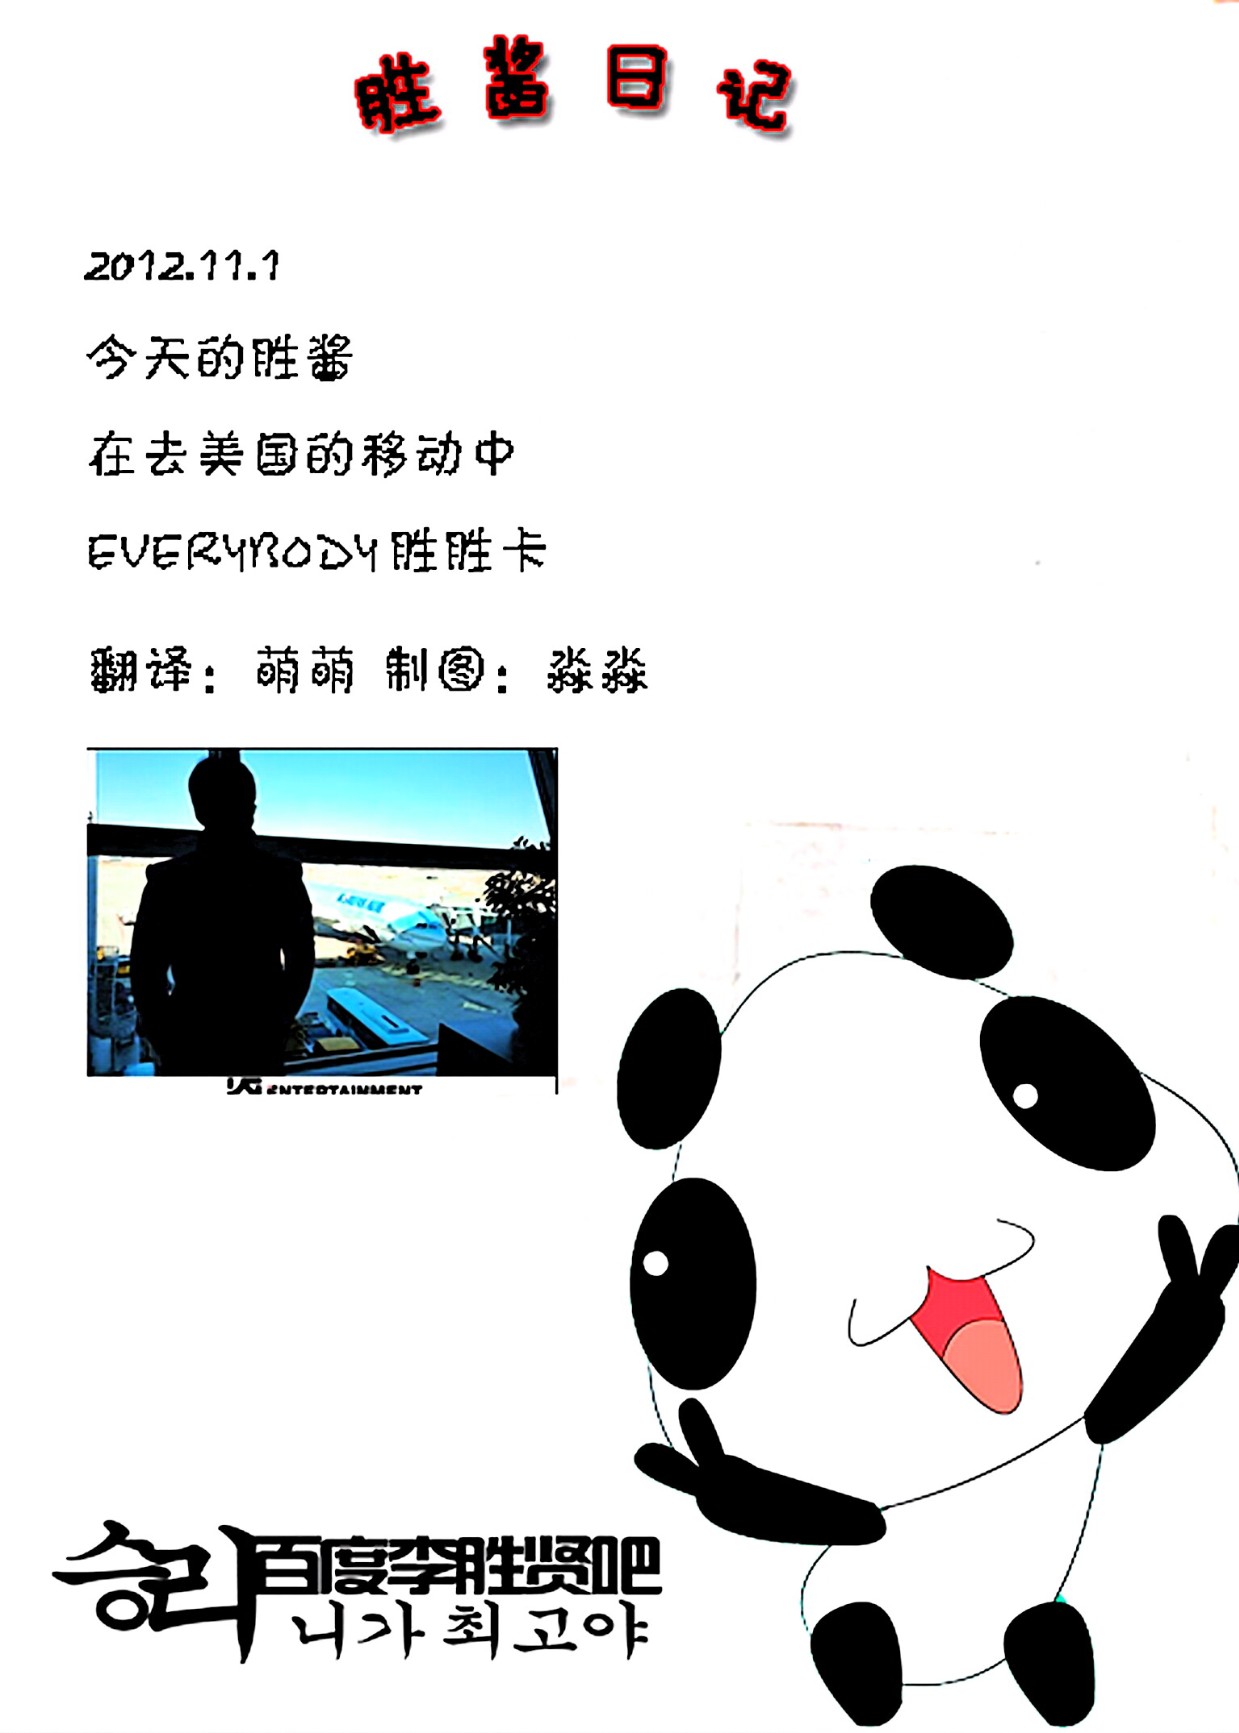 胜酱日记
2012.11.1
今天的胜酱
在去美国的移动中
EVERYBODY胜胜卡
翻译：萌萌 制图：淼淼
YG ENTERTAINMENT
승리百度李胜贤吧
니가 최고야